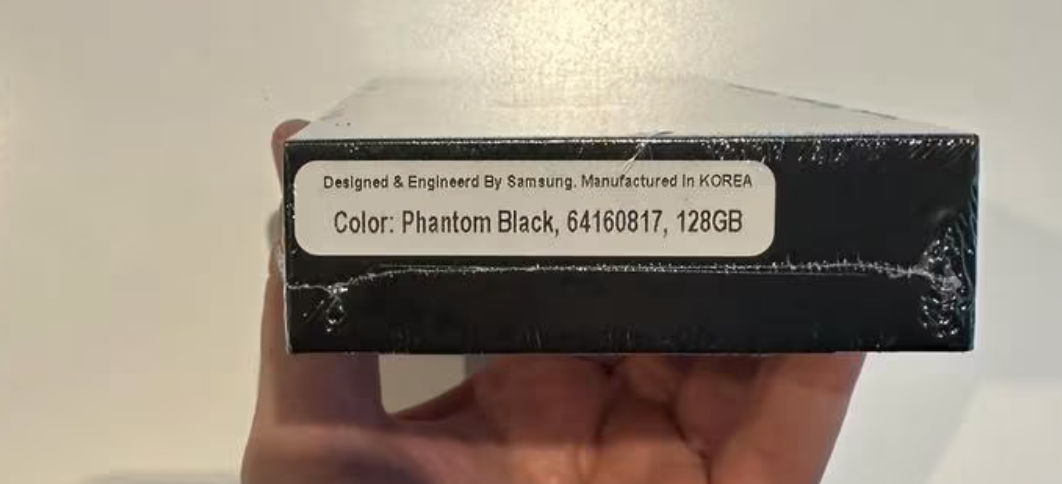 Designed & Engineerd By Samsung. Manufactured In KOREA
Color: Phantom Black, 64160817, 128GB